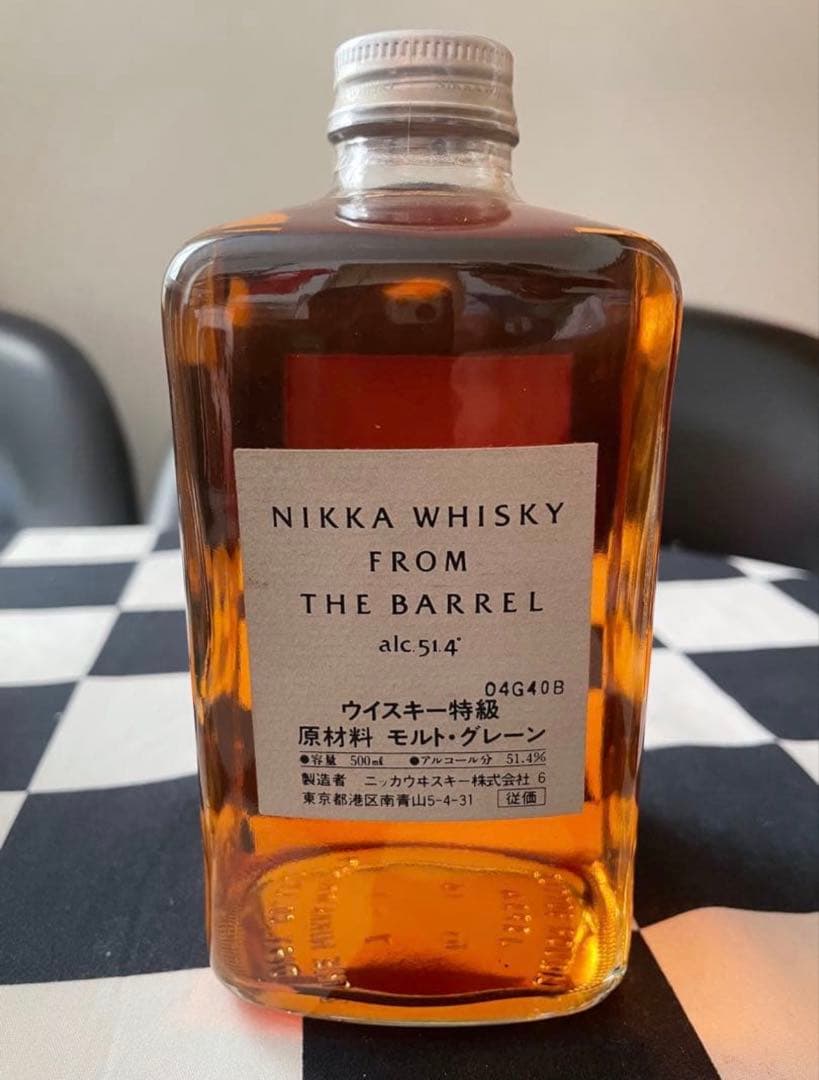 NIKKA WHISKY
FROM
THE BARREL
alc.51.4°
04G40B
ウイスキー特級
原材料 モルト・グレーン
●容量 500㎖ ●アルコール分 51.4%
製造者 ニッカウヰスキー株式会社 6
東京都港区南青山5-4-31 従価